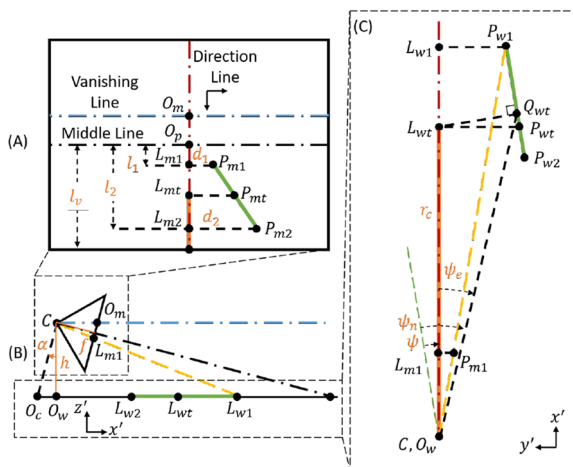 (A)
Vanishing
Line
Direction
Line
O_m
Middle Line
O_p
l_1
L_m1
d_1
P_m1
l_2
l_v
L_mt
P_mt
L_m2
d_2
P_m2
(B)
C
O_m
α
h
f
L_m1
O_c
O_w
z′
x′
L_w2
L_wt
L_w1
(C)
L_w1
P_w1
Q_wt
L_wt
P_wt
P_w2
r_c
ψ_e
ψ_n
ψ
L_m1
P_m1
C, O_w
x′
y′